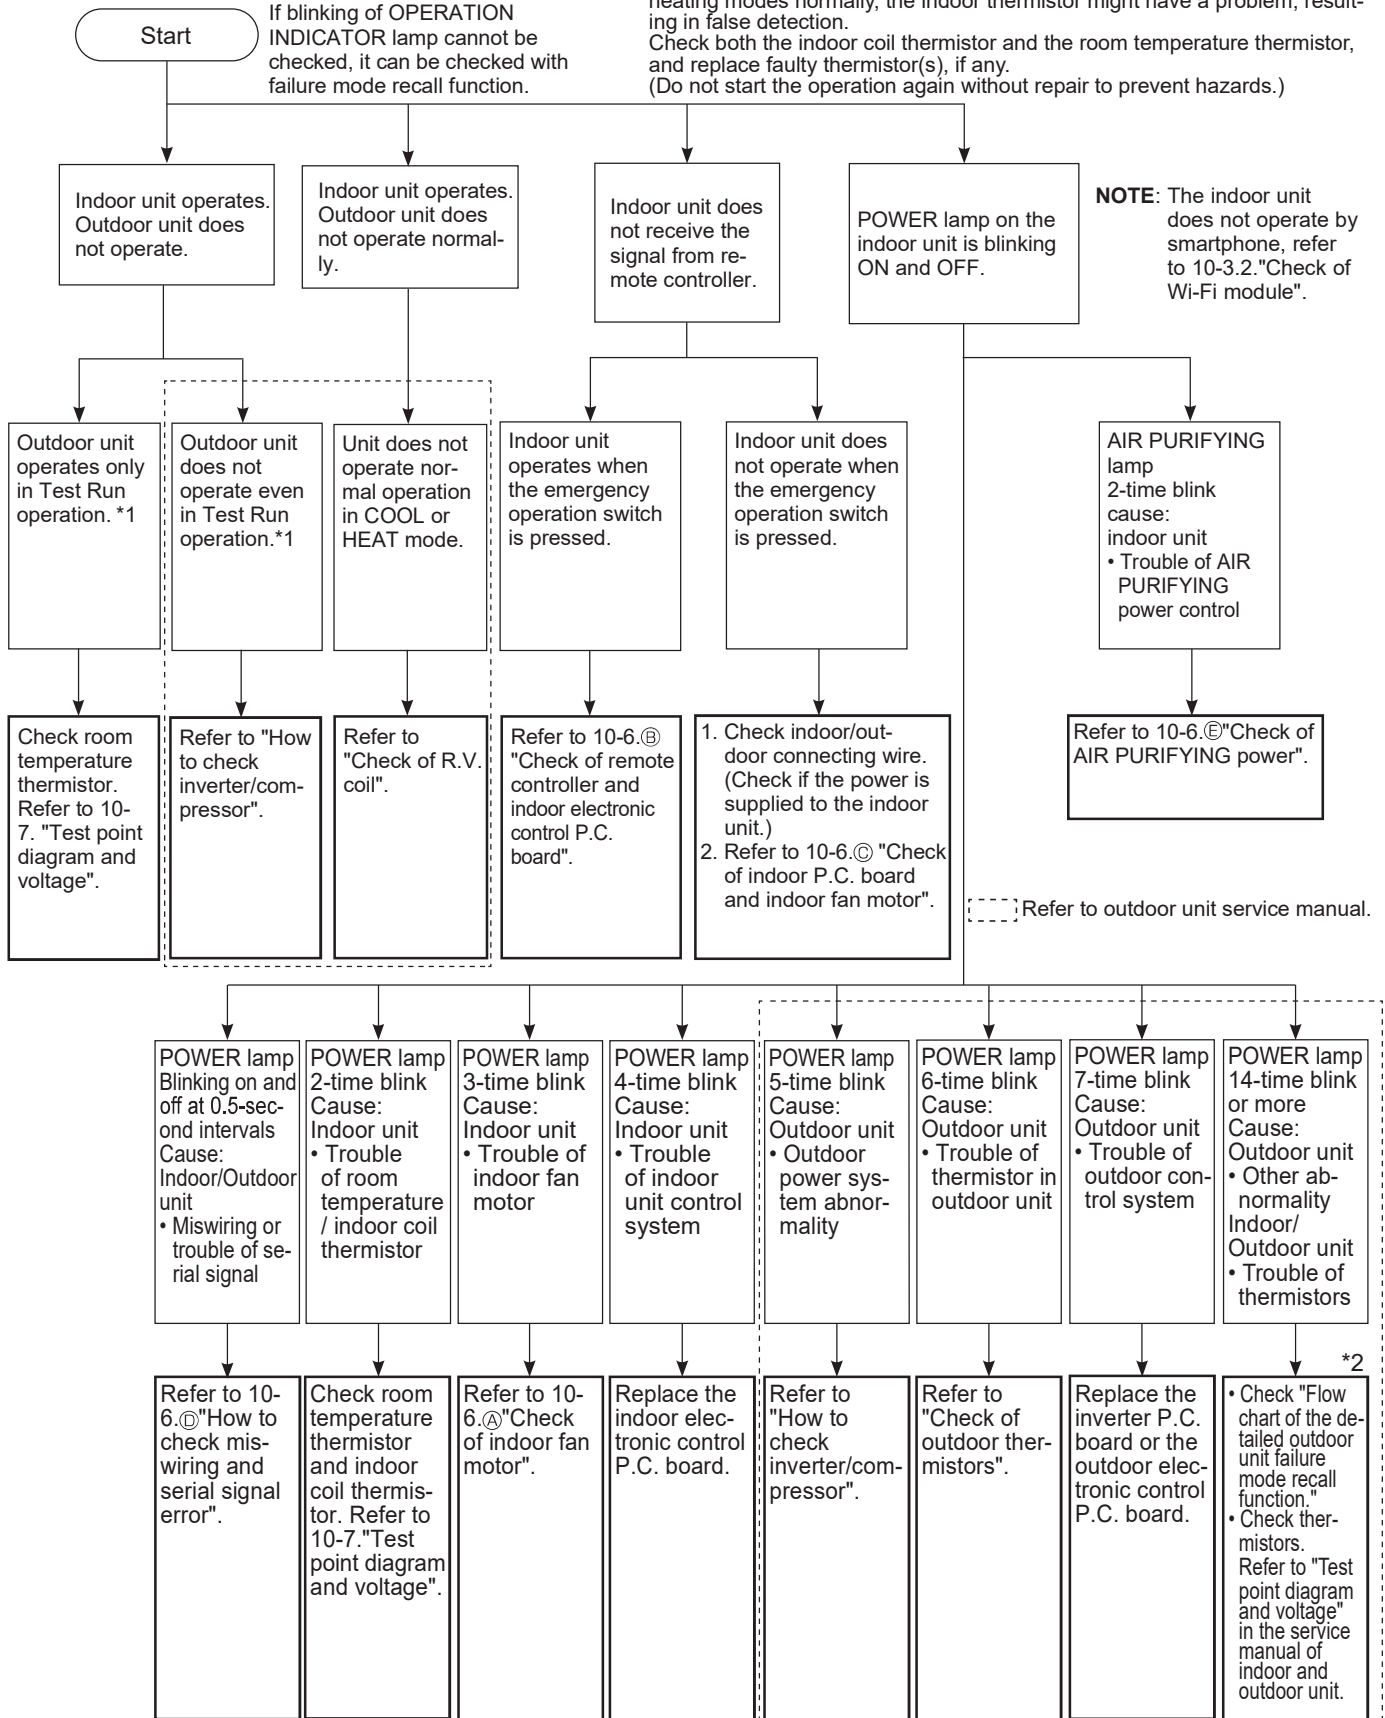 Start
If blinking of OPERATION
INDICATOR lamp cannot be
checked, it can be checked with
failure mode recall function.
heating modes normally, the indoor thermistor might have a problem, result-
ing in false detection.
Check both the indoor coil thermistor and the room temperature thermistor,
and replace faulty thermistor(s), if any.
(Do not start the operation again without repair to prevent hazards.)
Indoor unit operates.
Outdoor unit does
not operate.
Indoor unit operates.
Outdoor unit does
not operate normal-
ly.
Indoor unit does
not receive the
signal from re-
mote controller.
POWER lamp on the
indoor unit is blinking
ON and OFF.
NOTE: The indoor unit
does not operate by
smartphone, refer
to 10-3.2."Check of
Wi-Fi module".
Outdoor unit
operates only
in Test Run
operation. *1
Outdoor unit
does not
operate even
in Test Run
operation.*1
Unit does not
operate nor-
mal operation
in COOL or
HEAT mode.
Indoor unit
operates when
the emergency
operation switch
is pressed.
Indoor unit does
not operate when
the emergency
operation switch
is pressed.
AIR PURIFYING
lamp
2-time blink
cause:
indoor unit
• Trouble of AIR
PURIFYING
power control
Check room
temperature
thermistor.
Refer to 10-
7. "Test point
diagram and
voltage".
Refer to "How
to check
inverter/com-
pressor".
Refer to
"Check of R.V.
coil".
Refer to 10-6.Ⓑ
"Check of remote
controller and
indoor electronic
control P.C.
board".
1. Check indoor/out-
door connecting wire.
(Check if the power is
supplied to the indoor
unit.)
2. Refer to 10-6.Ⓒ "Check
of indoor P.C. board
and indoor fan motor".
Refer to 10-6.Ⓔ"Check of
AIR PURIFYING power".
Refer to outdoor unit service manual.
POWER lamp
Blinking on and
off at 0.5-sec-
ond intervals
Cause:
Indoor/Outdoor
unit
• Miswiring or
trouble of se-
rial signal
POWER lamp
2-time blink
Cause:
Indoor unit
• Trouble
of room
temperature
/ indoor coil
thermistor
POWER lamp
3-time blink
Cause:
Indoor unit
• Trouble of
indoor fan
motor
POWER lamp
4-time blink
Cause:
Indoor unit
• Trouble
of indoor
unit control
system
POWER lamp
5-time blink
Cause:
Outdoor unit
• Outdoor
power sys-
tem abnor-
mality
POWER lamp
6-time blink
Cause:
Outdoor unit
• Trouble of
thermistor in
outdoor unit
POWER lamp
7-time blink
Cause:
Outdoor unit
• Trouble of
outdoor con-
trol system
POWER lamp
14-time blink
or more
Cause:
Outdoor unit
• Other ab-
normality
Indoor/
Outdoor unit
• Trouble of
thermistors
*2
Refer to 10-
6.Ⓓ"How to
check mis-
wiring and
serial signal
error".
Check room
temperature
thermistor
and indoor
coil thermis-
tor. Refer to
10-7."Test
point diagram
and voltage".
Refer to 10-
6.Ⓐ"Check
of indoor fan
motor".
Replace the
indoor elec-
tronic control
P.C. board.
Refer to
"How to
check
inverter/com-
pressor".
Refer to
"Check of
outdoor ther-
mistors".
Replace the
inverter P.C.
board or the
outdoor elec-
tronic control
P.C. board.
• Check "Flow
chart of the de-
tailed outdoor
unit failure
mode recall
function."
• Check ther-
mistors.
Refer to "Test
point diagram
and voltage"
in the service
manual of
indoor and
outdoor unit.